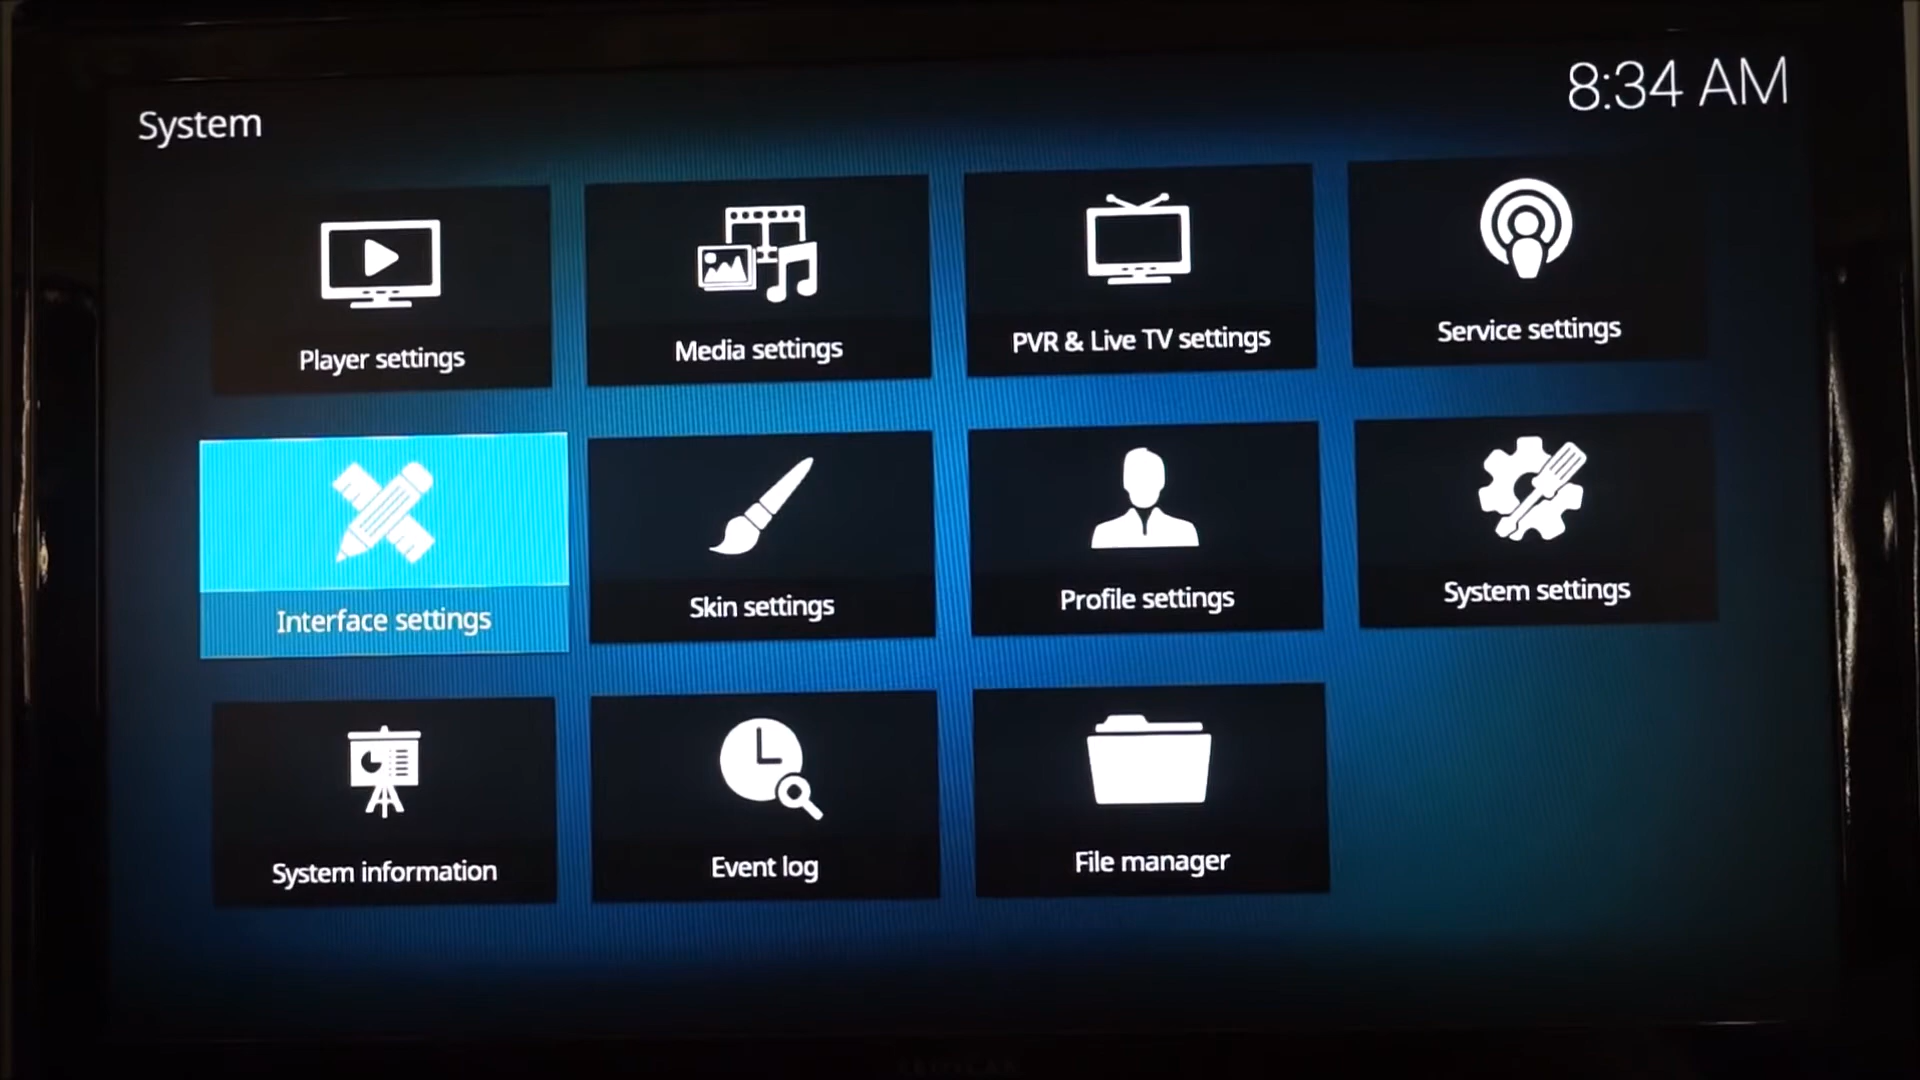 System
8:34 AM
Player settings
Media settings
PVR & Live TV settings
Service settings
Interface settings
Skin settings
Profile settings
System settings
System information
Event log
File manager